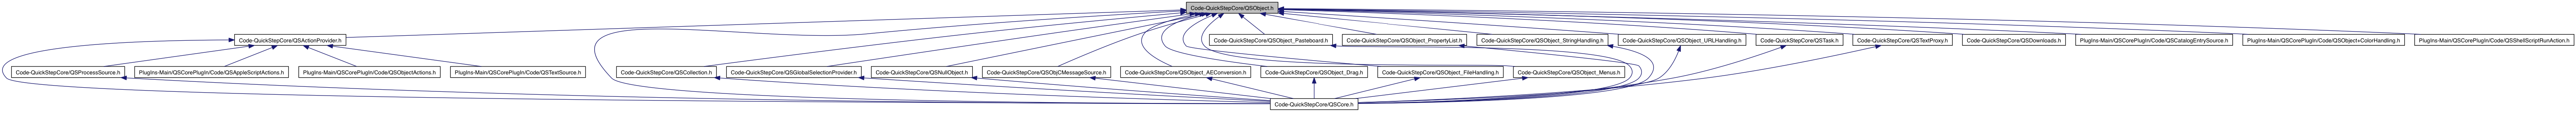 Code-QuickStepCore/QSObject.h
Code-QuickStepCore/QSActionProvider.h
Code-QuickStepCore/QSObject_Pasteboard.h
Code-QuickStepCore/QSObject_PropertyList.h
Code-QuickStepCore/QSObject_StringHandling.h
Code-QuickStepCore/QSObject_URLHandling.h
Code-QuickStepCore/QSTask.h
Code-QuickStepCore/QSTextProxy.h
Code-QuickStepCore/QSDownloads.h
PlugIns-Main/QSCorePlugIn/Code/QSCatalogEntrySource.h
PlugIns-Main/QSCorePlugIn/Code/QSObject+ColorHandling.h
PlugIns-Main/QSCorePlugIn/Code/QSShellScriptRunAction.h
Code-QuickStepCore/QSProcessSource.h
PlugIns-Main/QSCorePlugIn/Code/QSAppleScriptActions.h
PlugIns-Main/QSCorePlugIn/Code/QSObjectActions.h
PlugIns-Main/QSCorePlugIn/Code/QSTextSource.h
Code-QuickStepCore/QSCollection.h
Code-QuickStepCore/QSGlobalSelectionProvider.h
Code-QuickStepCore/QSNullObject.h
Code-QuickStepCore/QSObjCMessageSource.h
Code-QuickStepCore/QSObject_AEConversion.h
Code-QuickStepCore/QSObject_Drag.h
Code-QuickStepCore/QSObject_FileHandling.h
Code-QuickStepCore/QSObject_Menus.h
Code-QuickStepCore/QSCore.h